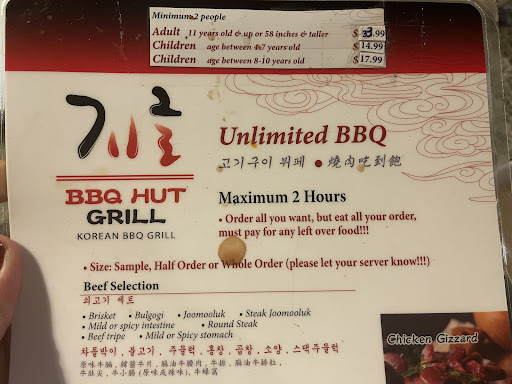 Minimum 2 people
Adult 11 years old & up or 58 inches & taller
Children age between 4-7 years old $ 14.99
Children age between 8-10 years old $ 17.99
Unlimited BBQ
고기구이 뷔페 • 燒肉吃到飽
BBQ HUT
GRILL
KOREAN BBQ GRILL
Maximum 2 Hours
• Order all you want, but eat all your order,
must pay for any left over food!!!
• Size: Sample, Half Order or Whole Order (please let your server know!!!)
Beef Selection
쇠고기 세트
• Brisket • Bulgogi • Joomooluk • Steak Joomooluk
• Mild or spicy intestine • Round Steak
• Beef tripe • Mild or Spicy stomach
차돌박이, 불고기, 주물럭, 홍창, 곱창, 소양, 스택주물럭
Chicken Gizzard